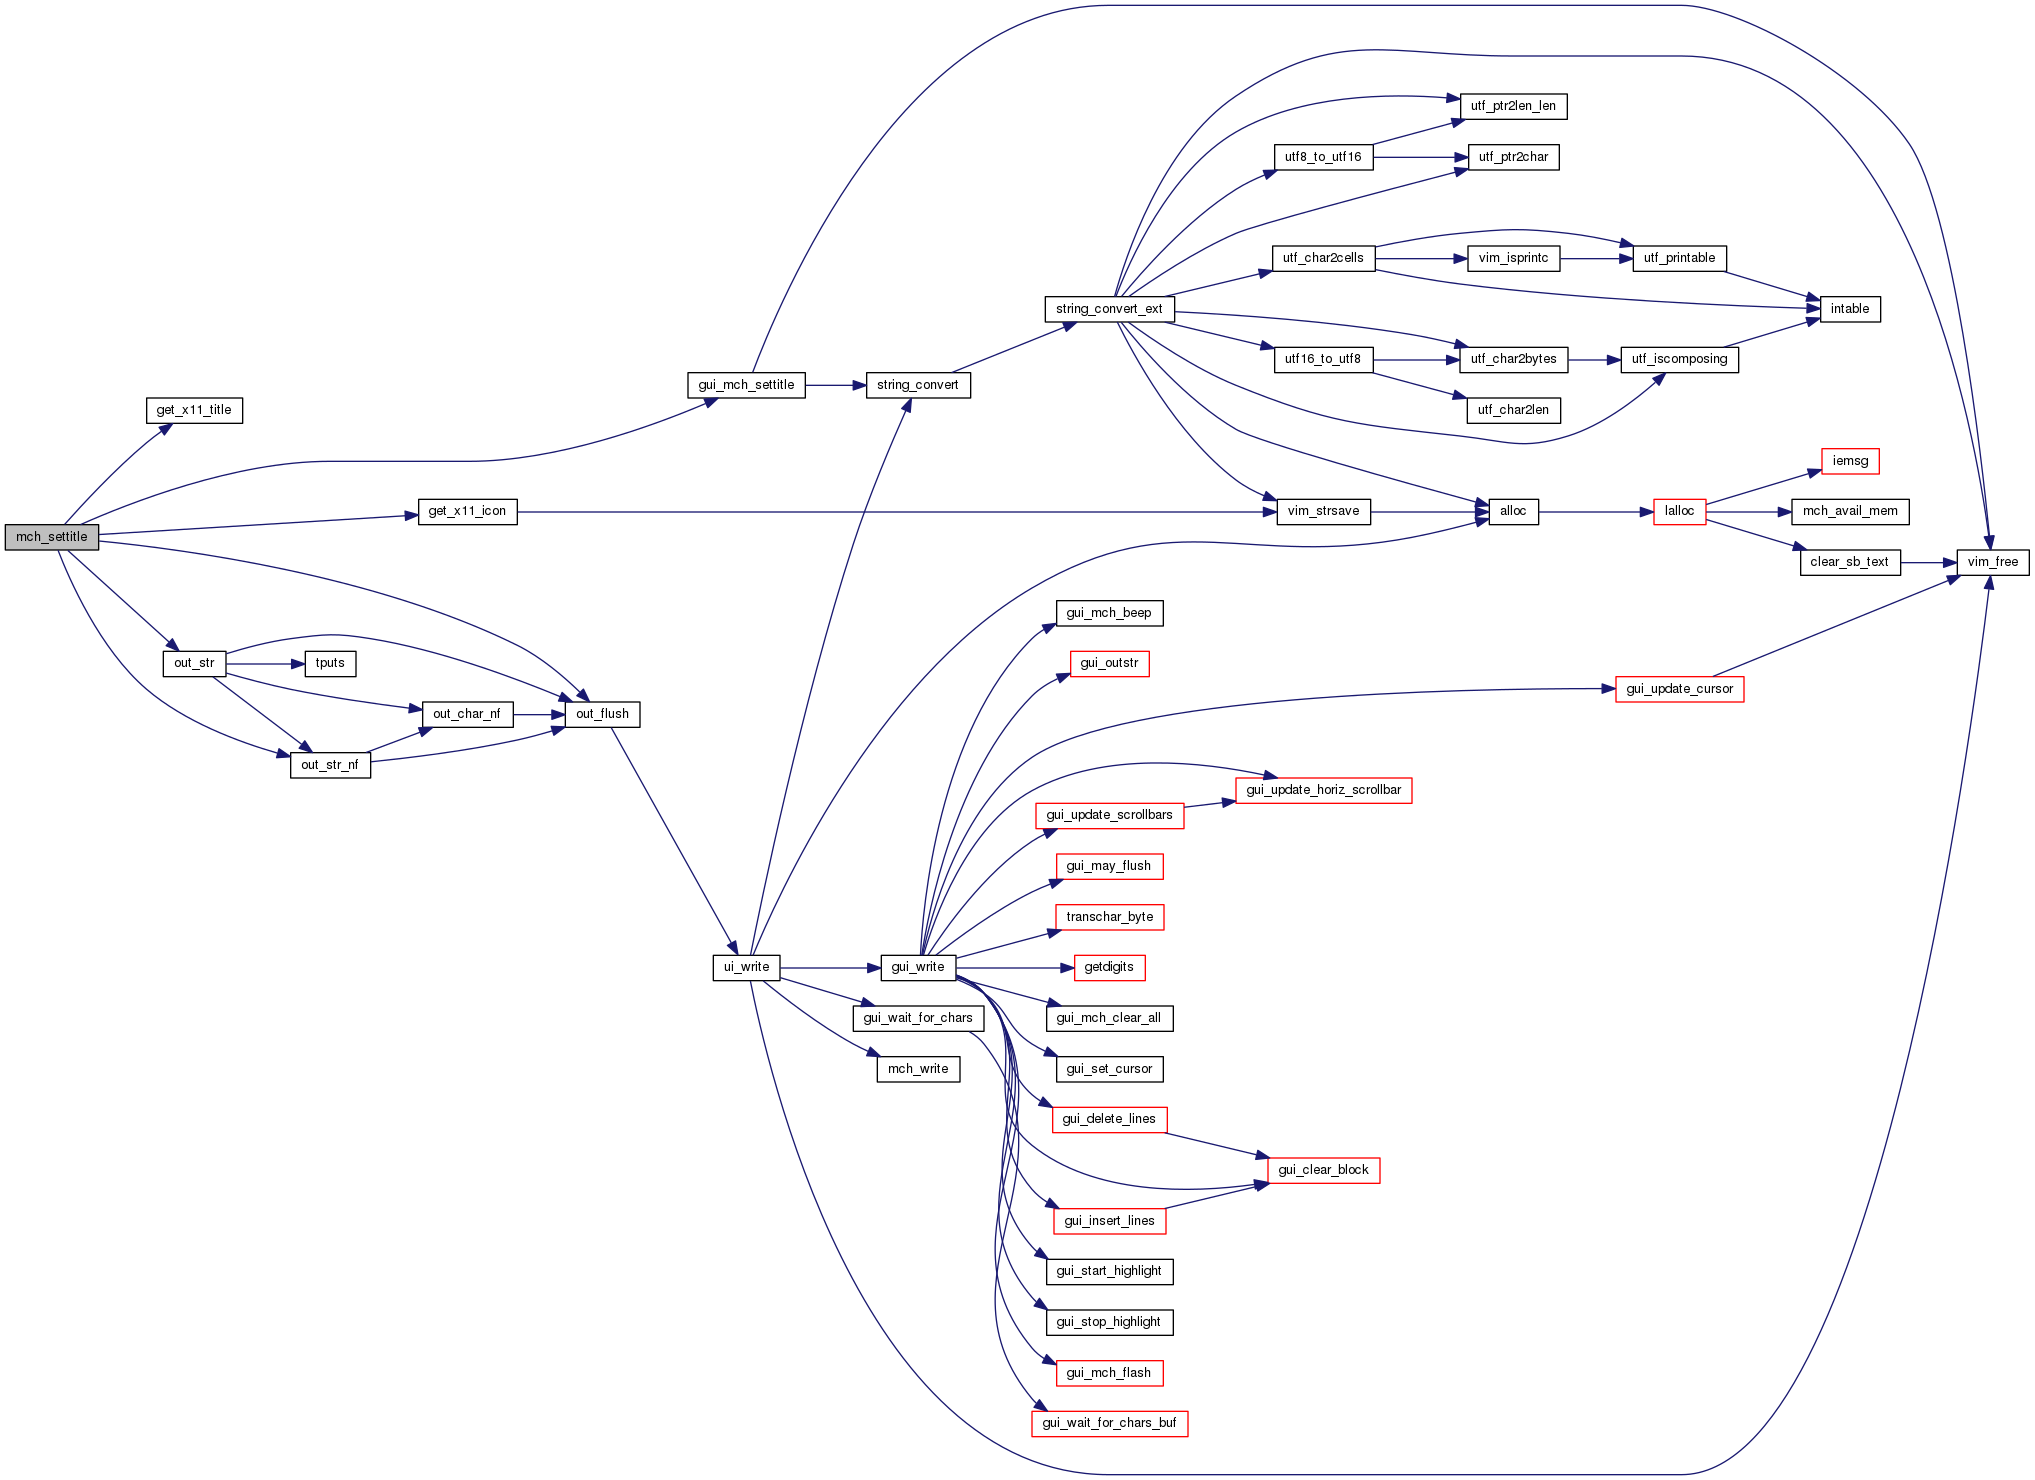 utf_ptr2len_len
utf8_to_utf16
utf_ptr2char
utf_char2cells
vim_isprintc
utf_printable
string_convert_ext
intable
utf16_to_utf8
utf_char2bytes
utf_iscomposing
gui_mch_settitle
string_convert
get_x11_title
utf_char2len
iemsg
get_x11_icon
vim_strsave
alloc
lalloc
mch_avail_mem
mch_settitle
clear_sb_text
vim_free
gui_mch_beep
out_str
tputs
gui_outstr
gui_update_cursor
out_char_nf
out_flush
out_str_nf
gui_update_horiz_scrollbar
gui_update_scrollbars
gui_may_flush
transchar_byte
ui_write
gui_write
getdigits
gui_wait_for_chars
gui_mch_clear_all
mch_write
gui_set_cursor
gui_delete_lines
gui_clear_block
gui_insert_lines
gui_start_highlight
gui_stop_highlight
gui_mch_flash
gui_wait_for_chars_buf